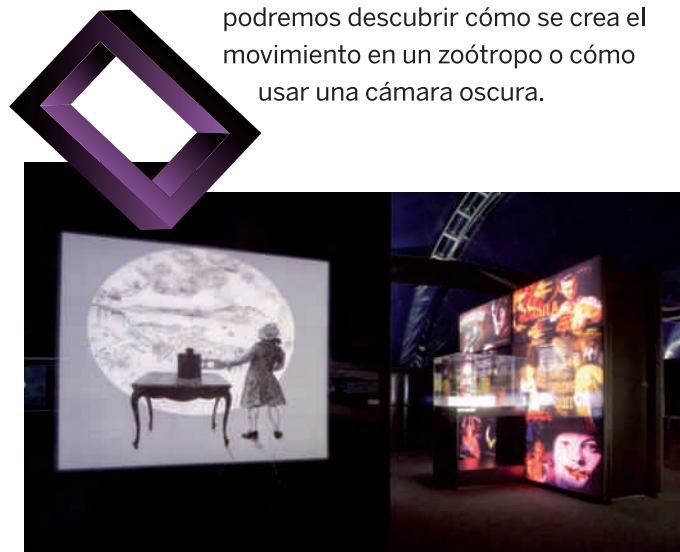 podremos descubrir cómo se crea el
movimiento en un zoótropo o cómo
usar una cámara oscura.